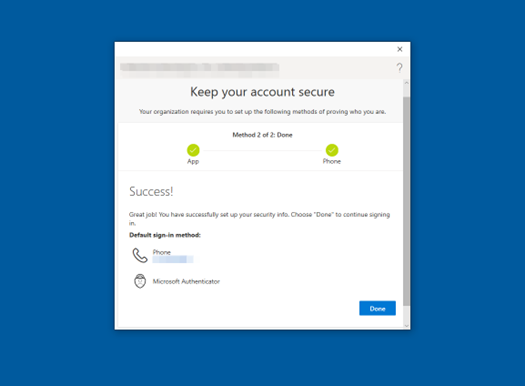 Keep your account secure
Your organization requires you to set up the following methods of proving who you are.
Method 2 of 2: Done
App
Phone
Success!
Great job! You have successfully set up your security info. Choose "Done" to continue signing
in.
Default sign-in method:
Phone
Microsoft Authenticator
Done